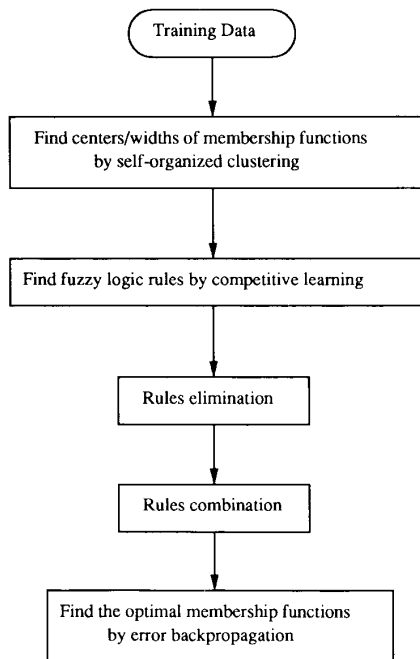 Training Data
Find centers/widths of membership functions
by self-organized clustering
Find fuzzy logic rules by competitive learning
Rules elimination
Rules combination
Find the optimal membership functions
by error backpropagation